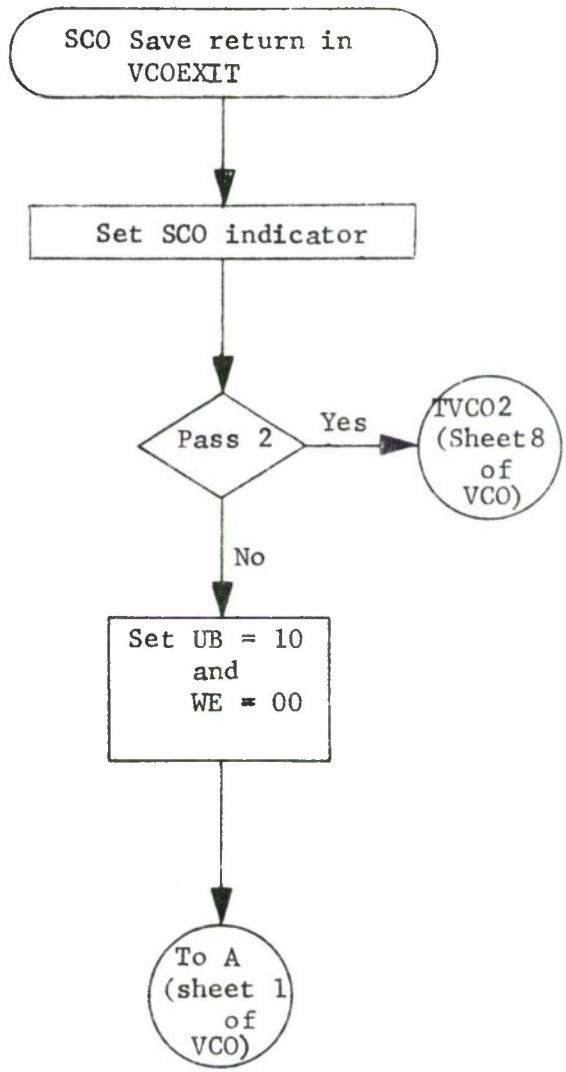 SCO Save return in
VCOEXIT
Set SCO indicator
Pass 2
Yes
TVCO2
(Sheet 8
of
VCO)
No
Set UB = 10
and
WE = 00
To A
(sheet 1
of
VCO)